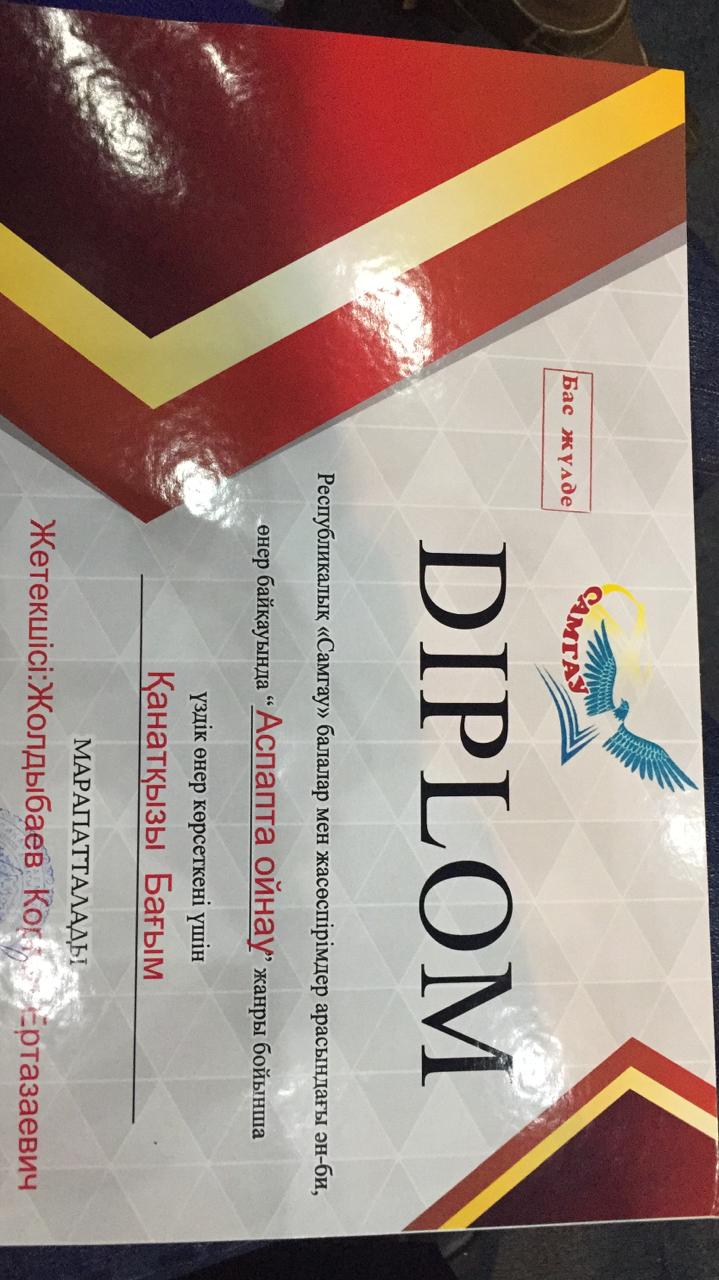 Бас жүлде
САМҒАУ
DIPLOM
Республикалық «Самғау» балалар мен жасөспірімдер арасындағы ән-би,
өнер байқауында “Аспапта ойнау” жанры бойынша
үздік өнер көрсеткені үшін
Қанатқызы Бағым
МАРАПАТТАЛАДЫ
Жетекшісі:Жолдыбаев Ертазаевич